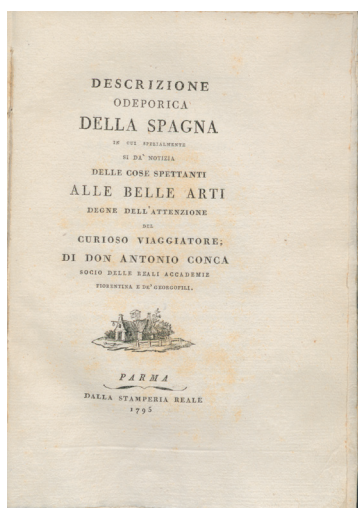 DESCRIZIONE
ODEPORICA
DELLA SPAGNA
IN CUI SPEZIALMENTE
SI DA' NOTIZIA
DELLE COSE SPETTANTI
ALLE BELLE ARTI
DEGNE DELL'ATTENZIONE
DEL
CURIOSO VIAGGIATORE;
DI DON ANTONIO CONCA
SOCIO DELLE REALI ACCADEMIE
FIORENTINA E DE' GEORGOFILI.
PARMA
DALLA STAMPERIA REALE
1795